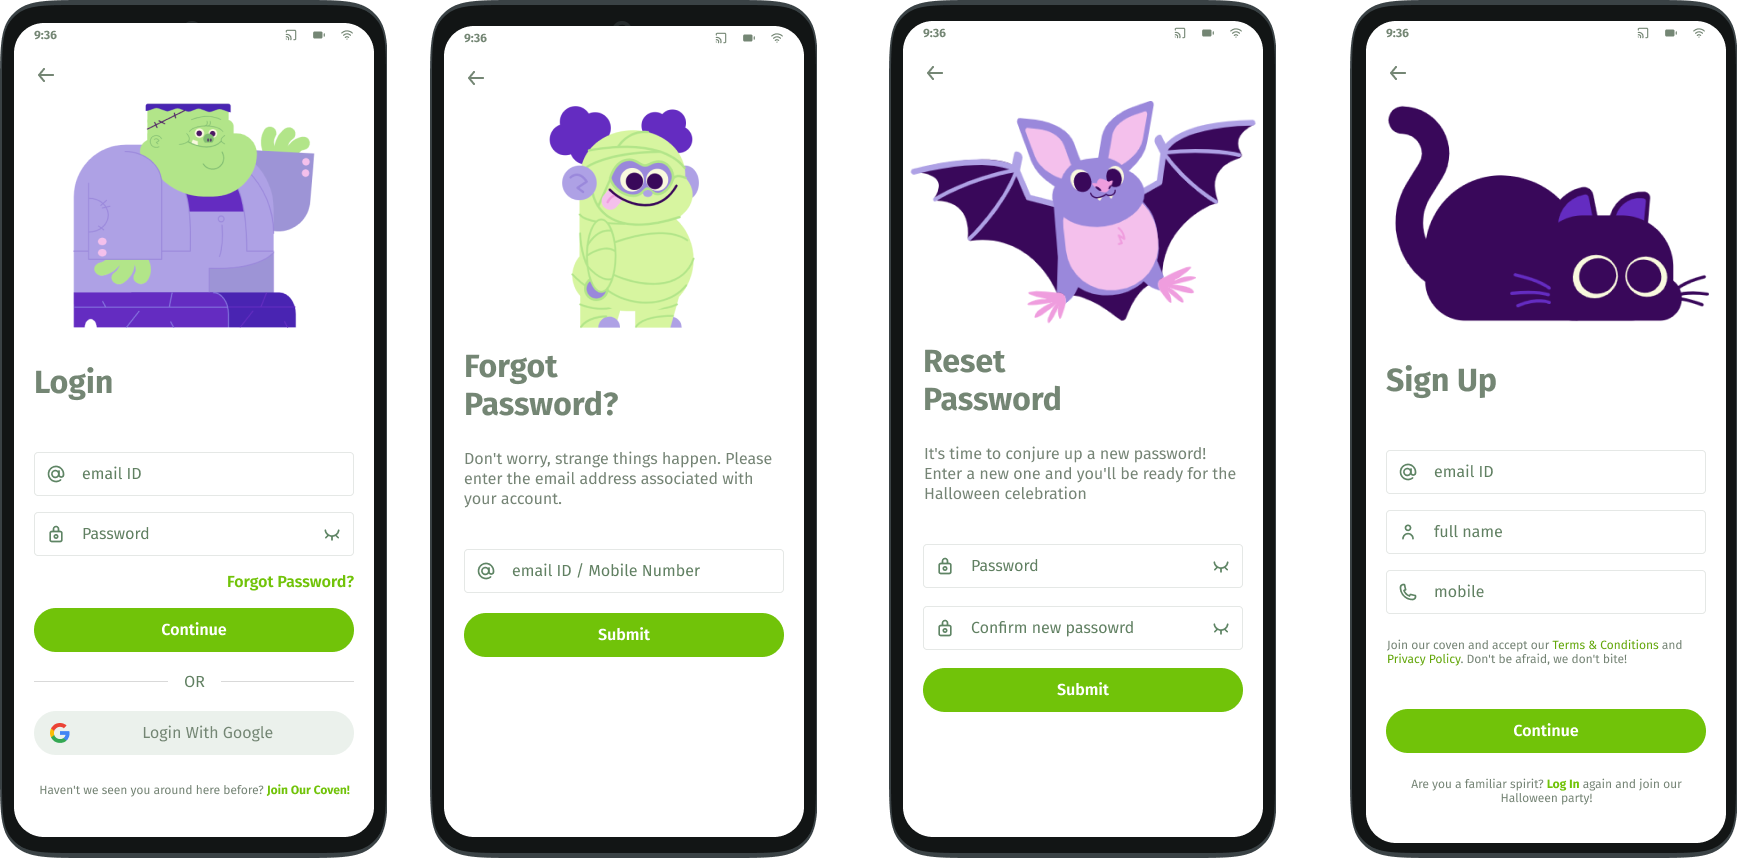 9:36
Login
email ID
Password
Forgot Password?
Continue
OR
Login With Google
Haven't we seen you around here before? Join Our Coven!
9:36
Forgot
Password?
Don't worry, strange things happen. Please
enter the email address associated with
your account.
email ID / Mobile Number
Submit
9:36
Reset
Password
It's time to conjure up a new password!
Enter a new one and you'll be ready for the
Halloween celebration
Password
Confirm new passowrd
Submit
9:36
Sign Up
email ID
full name
mobile
Join our coven and accept our Terms & Conditions and
Privacy Policy. Don't be afraid, we don't bite!
Continue
Are you a familiar spirit? Log In again and join our
Halloween party!